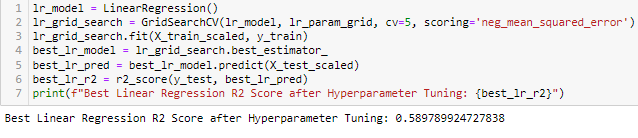 1 lr_model = LinearRegression()
2 lr_grid_search = GridSearchCV(lr_model, lr_param_grid, cv=5, scoring='neg_mean_squared_error')
3 lr_grid_search.fit(X_train_scaled, y_train)
4 best_lr_model = lr_grid_search.best_estimator_
5 best_lr_pred = best_lr_model.predict(X_test_scaled)
6 best_lr_r2 = r2_score(y_test, best_lr_pred)
7 print(f"Best Linear Regression R2 Score after Hyperparameter Tuning: {best_lr_r2}")
Best Linear Regression R2 Score after Hyperparameter Tuning: 0.589789924727838